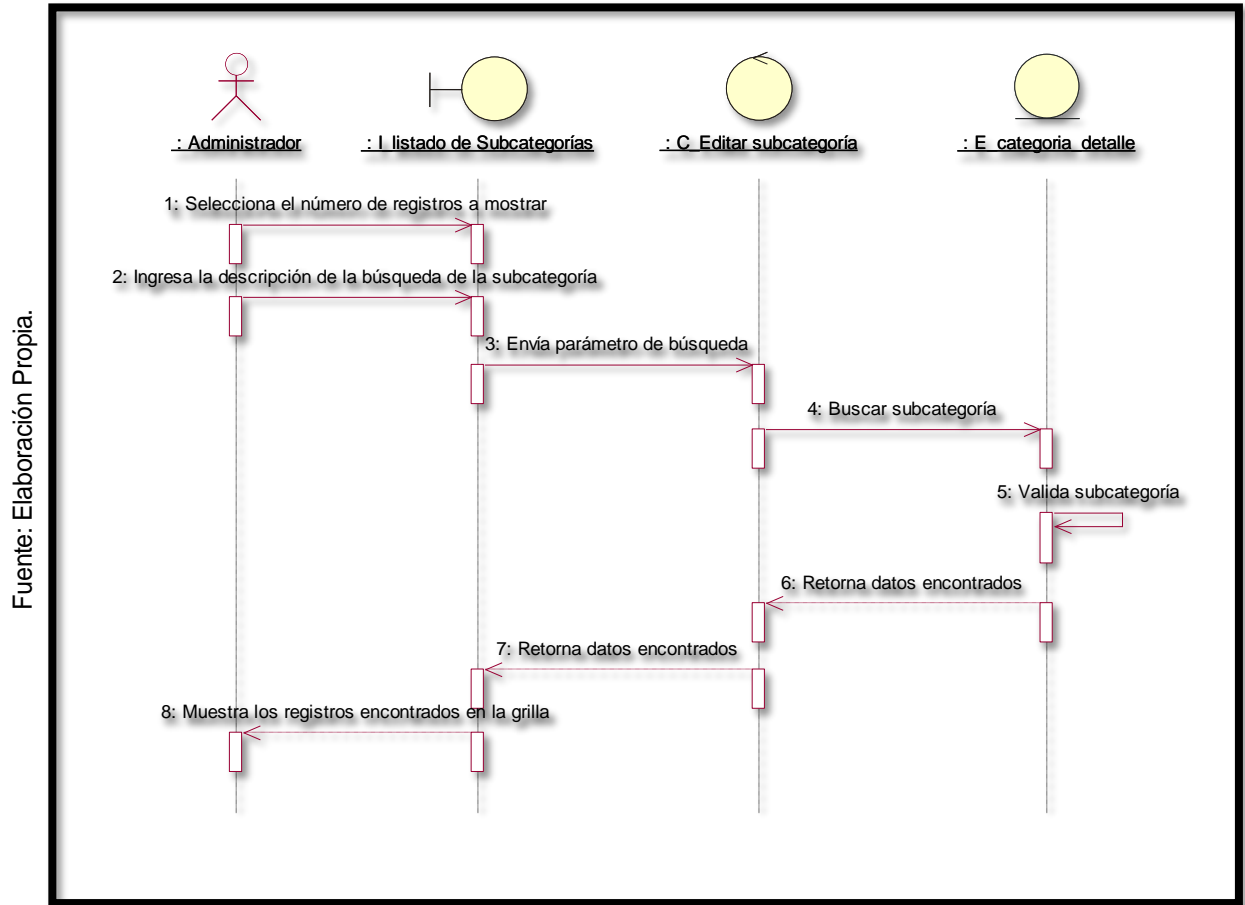 : Administrador
: I_listado de Subcategorías
: C_Editar subcategoría
: E_categoria_detalle
1: Selecciona el número de registros a mostrar
2: Ingresa la descripción de la búsqueda de la subcategoría
3: Envía parámetro de búsqueda
4: Buscar subcategoría
5: Valida subcategoría
6: Retorna datos encontrados
7: Retorna datos encontrados
8: Muestra los registros encontrados en la grilla
Fuente: Elaboración Propia.